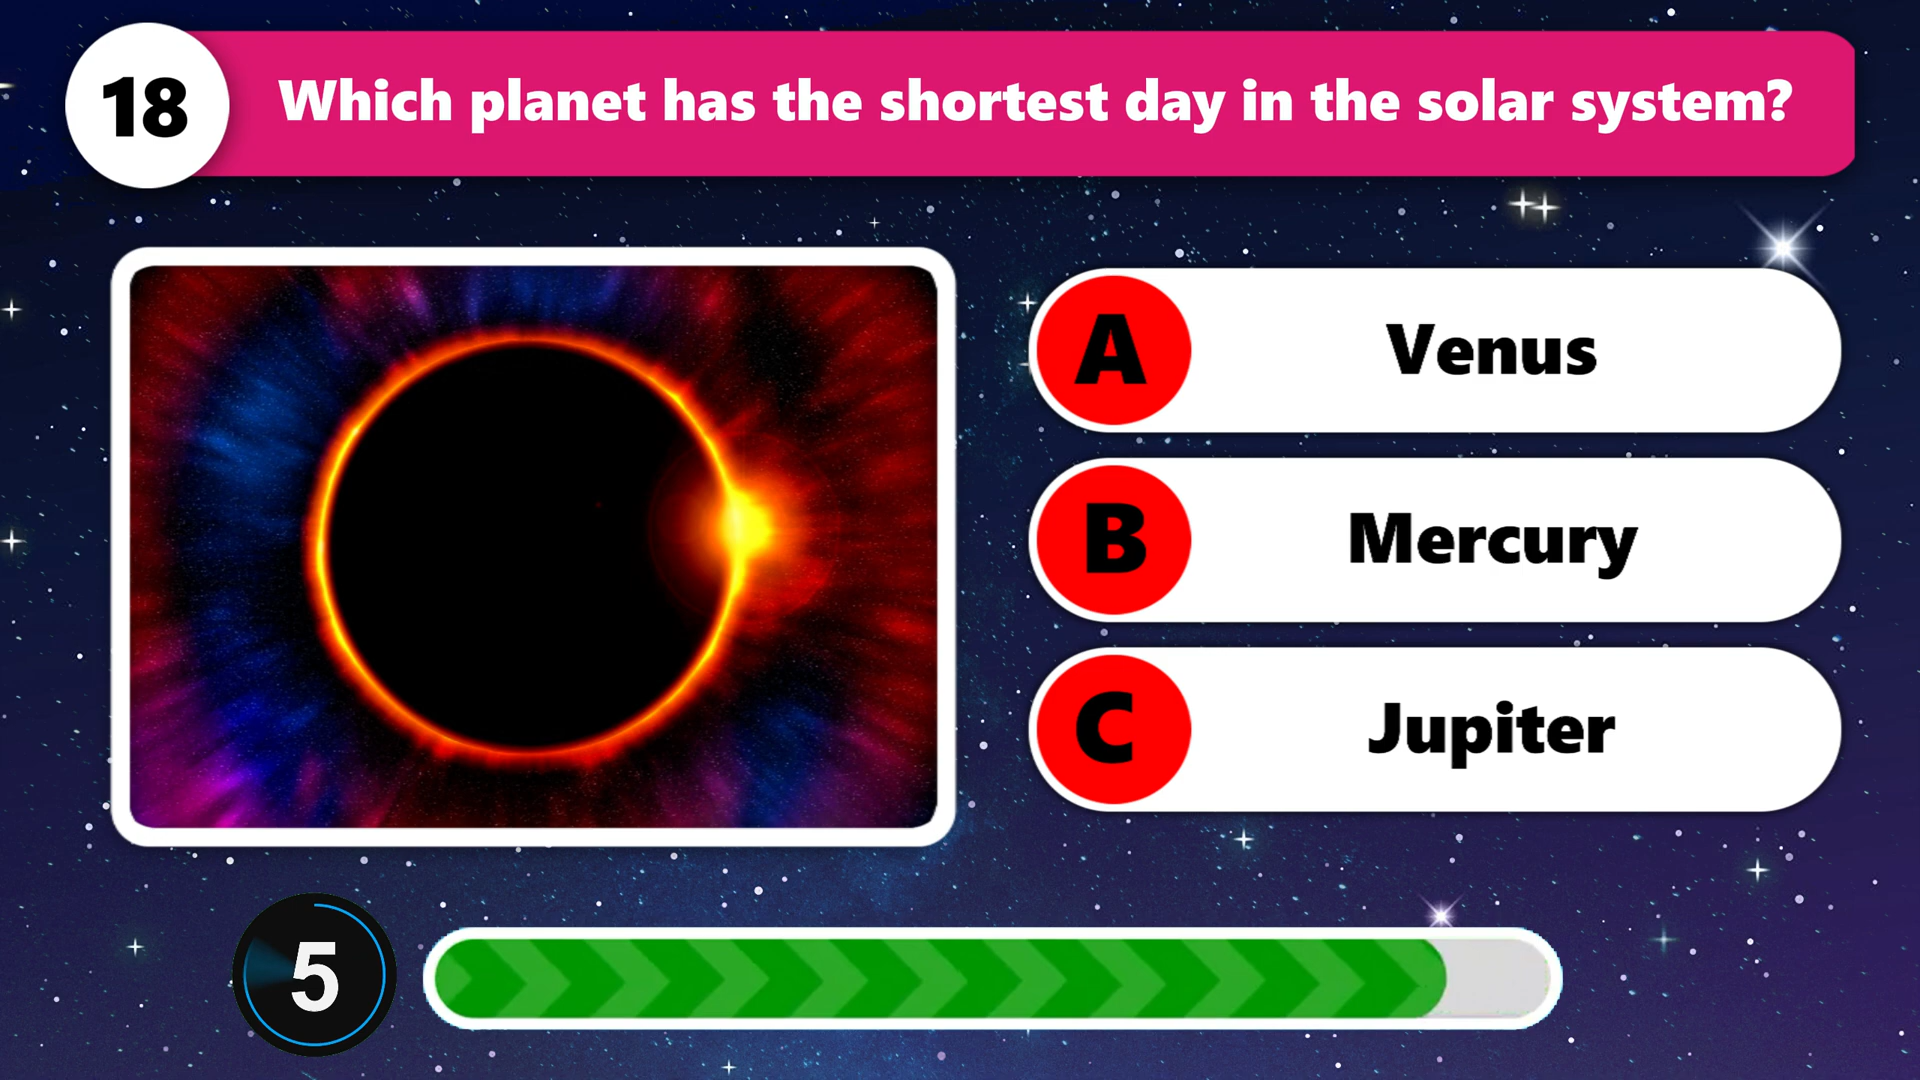 18
Which planet has the shortest day in the solar system?
A
Venus
B
Mercury
C
Jupiter
5